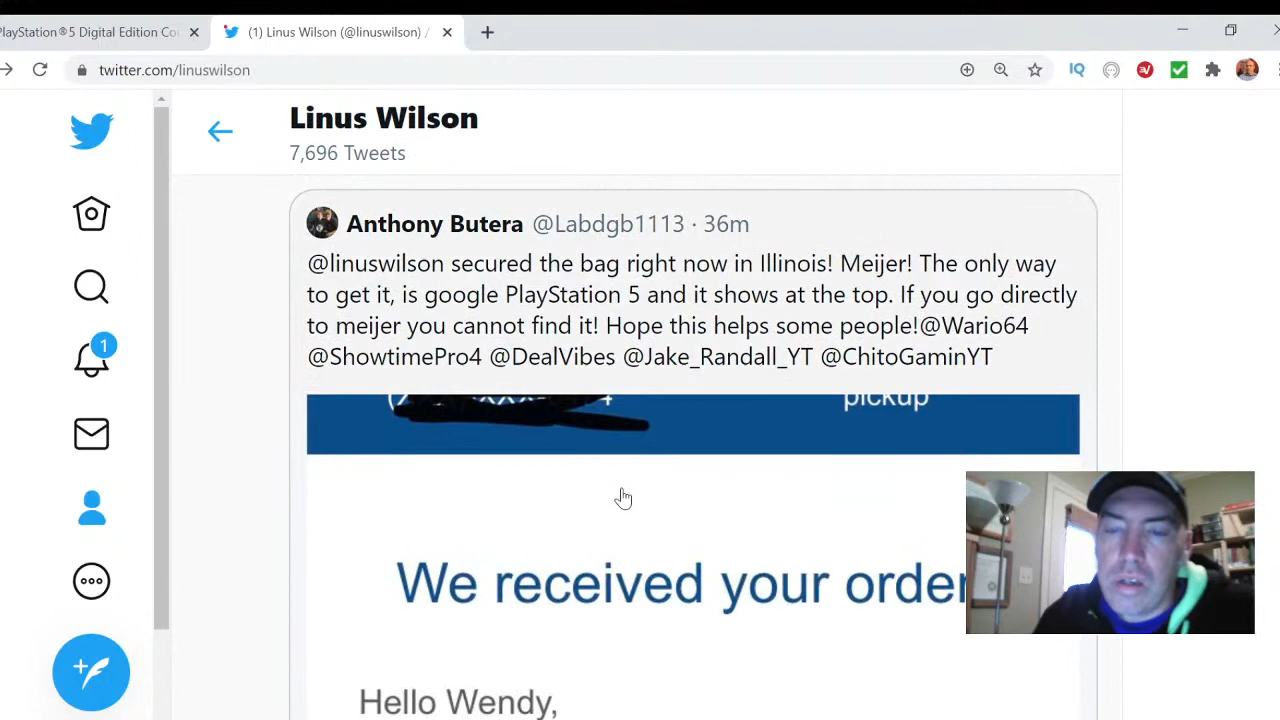 PlayStation®5 Digital Edition Co
(1) Linus Wilson (@linuswilson) /
twitter.com/linuswilson
IQ
Linus Wilson
7,696 Tweets
1
Anthony Butera @Labdgb1113 · 36m
@linuswilson secured the bag right now in Illinois! Meijer! The only way
to get it, is google PlayStation 5 and it shows at the top. If you go directly
to meijer you cannot find it! Hope this helps some people!@Wario64
@ShowtimePro4 @DealVibes @Jake_Randall_YT @ChitoGaminYT
pickup
We received your order
Hello Wendy,